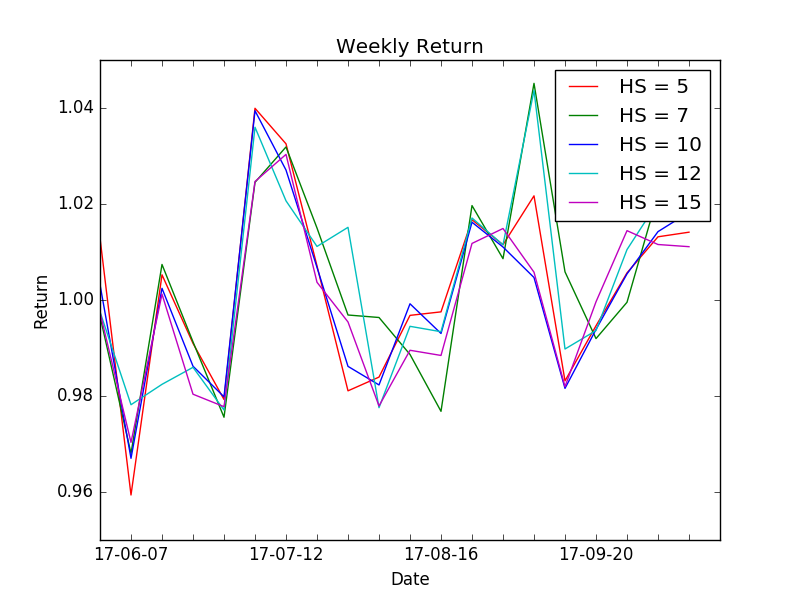 Weekly Return
HS = 5
HS = 7
HS = 10
HS = 12
HS = 15
1.04
1.02
1.00
0.98
0.96
Return
17-06-07
17-07-12
17-08-16
17-09-20
Date